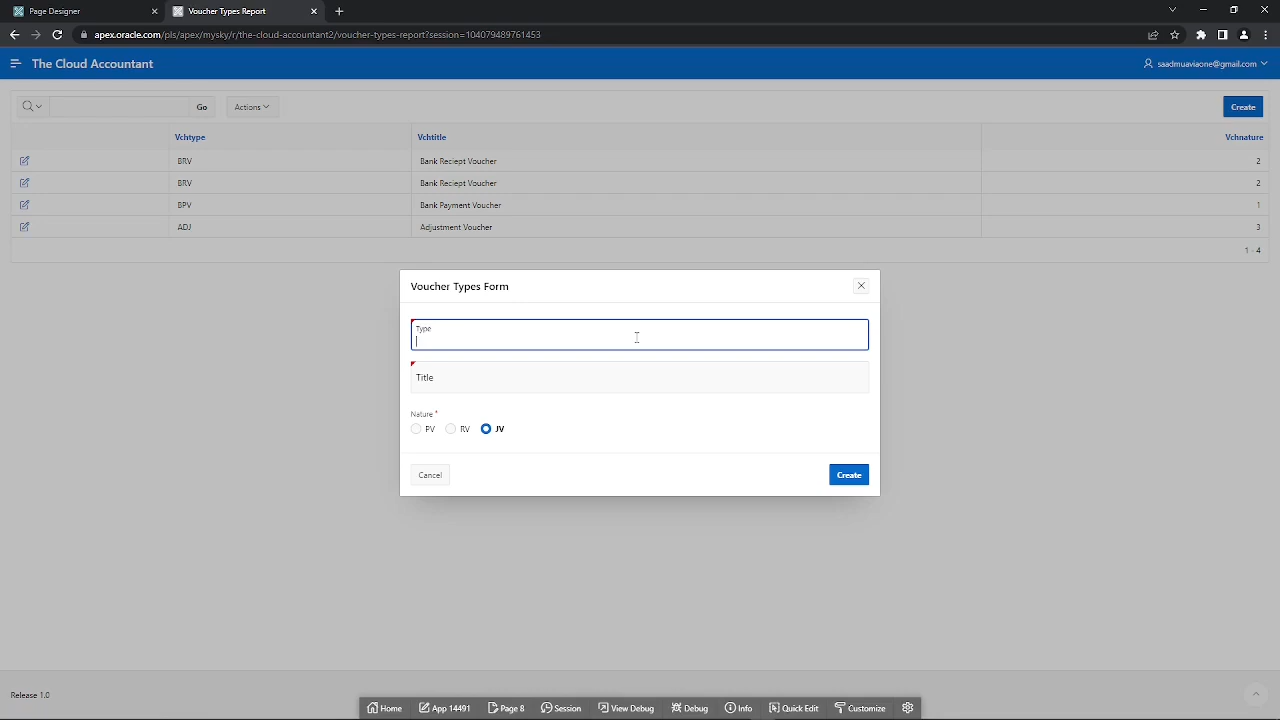 Page Designer
Voucher Types Report
apex.oracle.com/pls/apex/mysky/r/the-cloud-accountant2/voucher-types-report?session=104079489761453
The Cloud Accountant
saadmuaviaone@gmail.com
Go
Actions
Create
Vchtype Vchtitle Vchnature
BRV Bank Reciept Voucher 2
BRV Bank Reciept Voucher 2
BPV Bank Payment Voucher 1
ADJ Adjustment Voucher 3
1 - 4
Voucher Types Form
Type
Title
Nature *
PV RV JV
Cancel Create
Release 1.0
Home App 14491 Page 8 Session View Debug Debug Info Quick Edit Customize